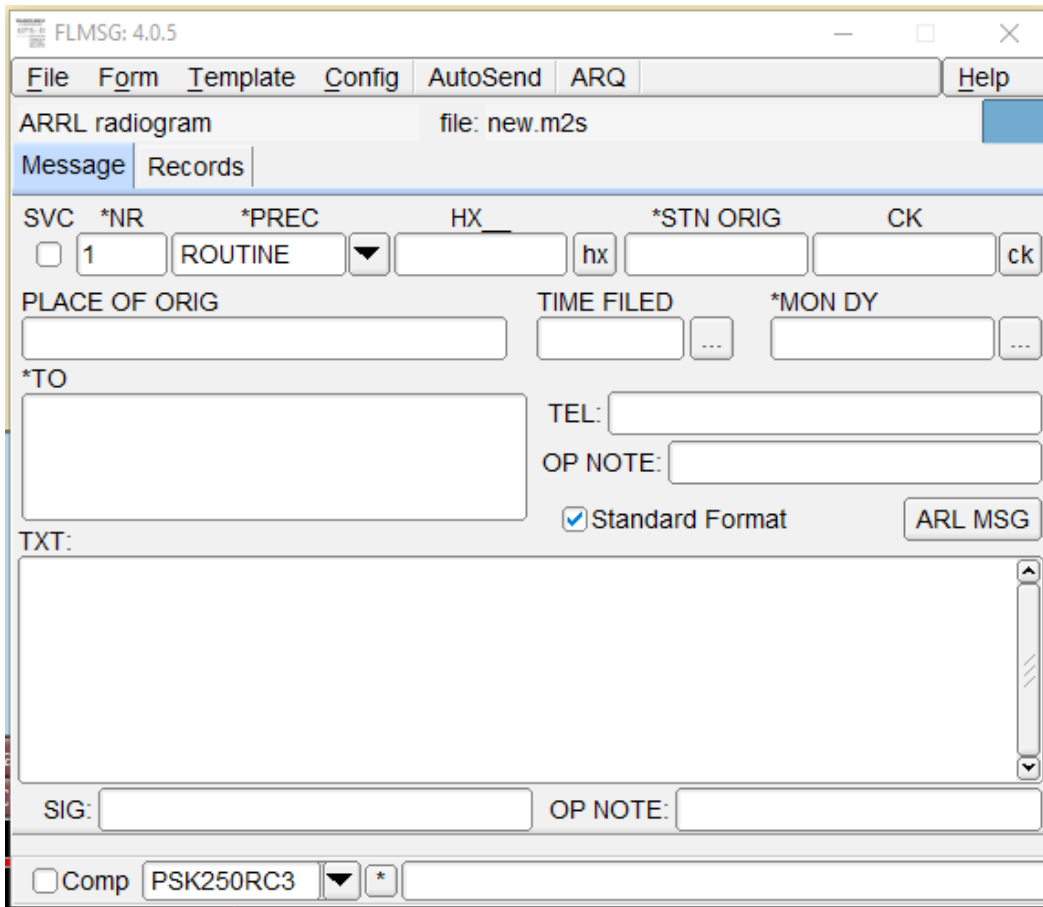 FLMSG: 4.0.5
File Form Template Config AutoSend ARQ Help
ARRL radiogram file: new.m2s
Message Records
SVC *NR *PREC HX__ *STN ORIG CK
1 ROUTINE hx ck
PLACE OF ORIG TIME FILED *MON DY
... ...
*TO
TEL:
OP NOTE:
Standard Format ARL MSG
TXT:
SIG: OP NOTE:
Comp PSK250RC3 *